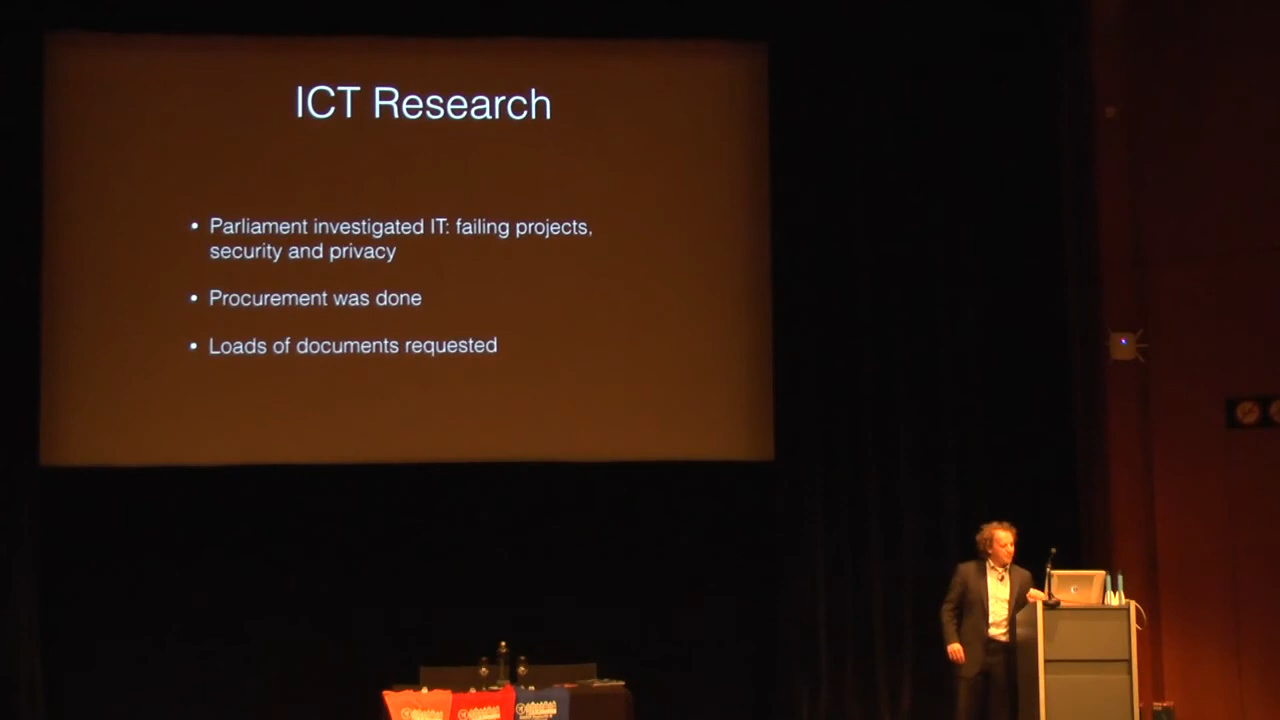 ICT Research
• Parliament investigated IT: failing projects,
security and privacy
• Procurement was done
• Loads of documents requested